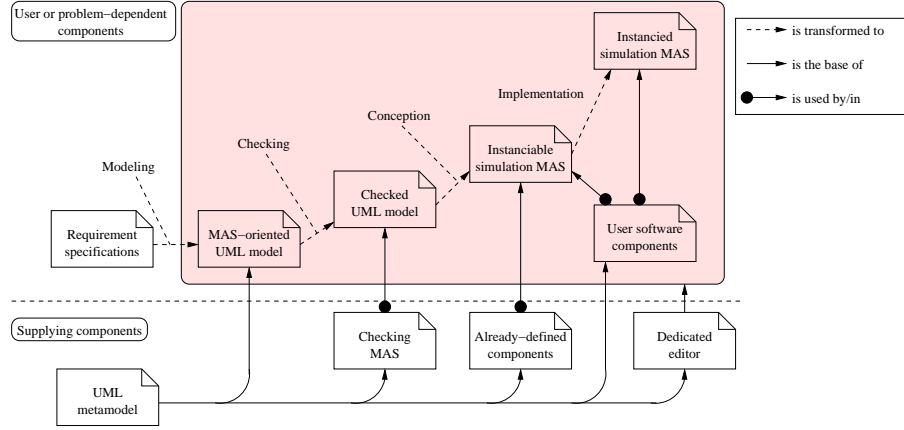 User or problem−dependent
components
Instancied
simulation MAS
is transformed to
is the base of
is used by/in
Implementation
Conception
Checking
Modeling
Instanciable
simulation MAS
Checked
UML model
Requirement
specifications
MAS−oriented
UML model
User software
components
Supplying components
Checking
MAS
Already−defined
components
Dedicated
editor
UML
metamodel